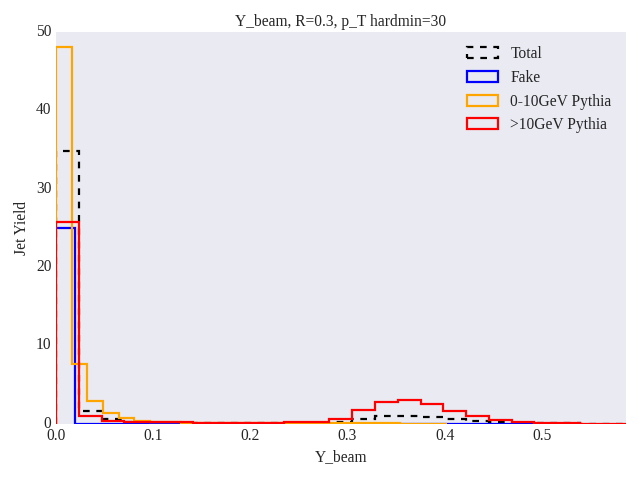 Y_beam, R=0.3, p_T hardmin=30
50
40
30
20
10
0
Jet Yield
Total
Fake
0-10GeV Pythia
>10GeV Pythia
0.0 0.1 0.2 0.3 0.4 0.5
Y_beam